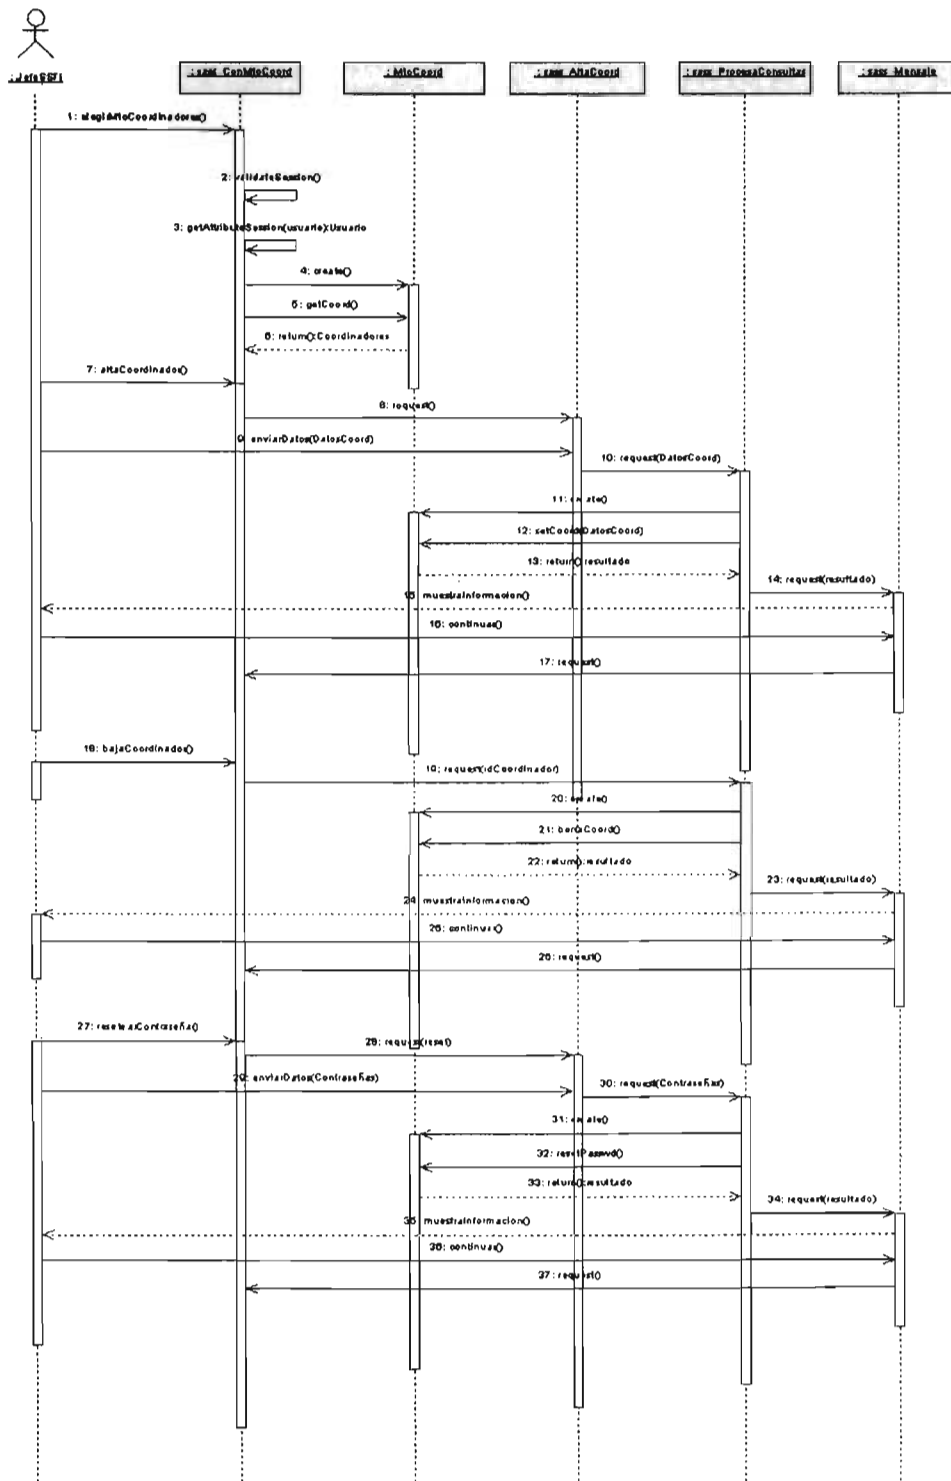 : JefeSSTI
: sass_ConMtoCoord
: MtoCoord
: sass_AltaCoord
: sass_ProcesaConsultas
: sass_Mensaje
1: elegirMtoCoordinadores()
2: validateSession()
3: getAttributeSession(usuario):Usuario
4: create()
5: getCoord()
6: return():Coordinadores
7: altaCoordinador()
8: request()
9: enviarDatos(DatosCoord)
10: request(DatosCoord)
11: create()
12: setCoord(DatosCoord)
13: return():resultado
14: request(resultado)
15: muestraInformacion()
16: continuar()
17: request()
18: bajaCoordinador()
19: request(idCoordinador)
20: create()
21: borraCoord()
22: return():resultado
23: request(resultado)
24: muestraInformacion()
25: continuar()
26: request()
27: resetearContraseña()
28: request(reset)
29: enviarDatos(Contraseñas)
30: request(Contraseñas)
31: create()
32: resetPasswd()
33: return():resultado
34: request(resultado)
35: muestraInformacion()
36: continuar()
37: request()